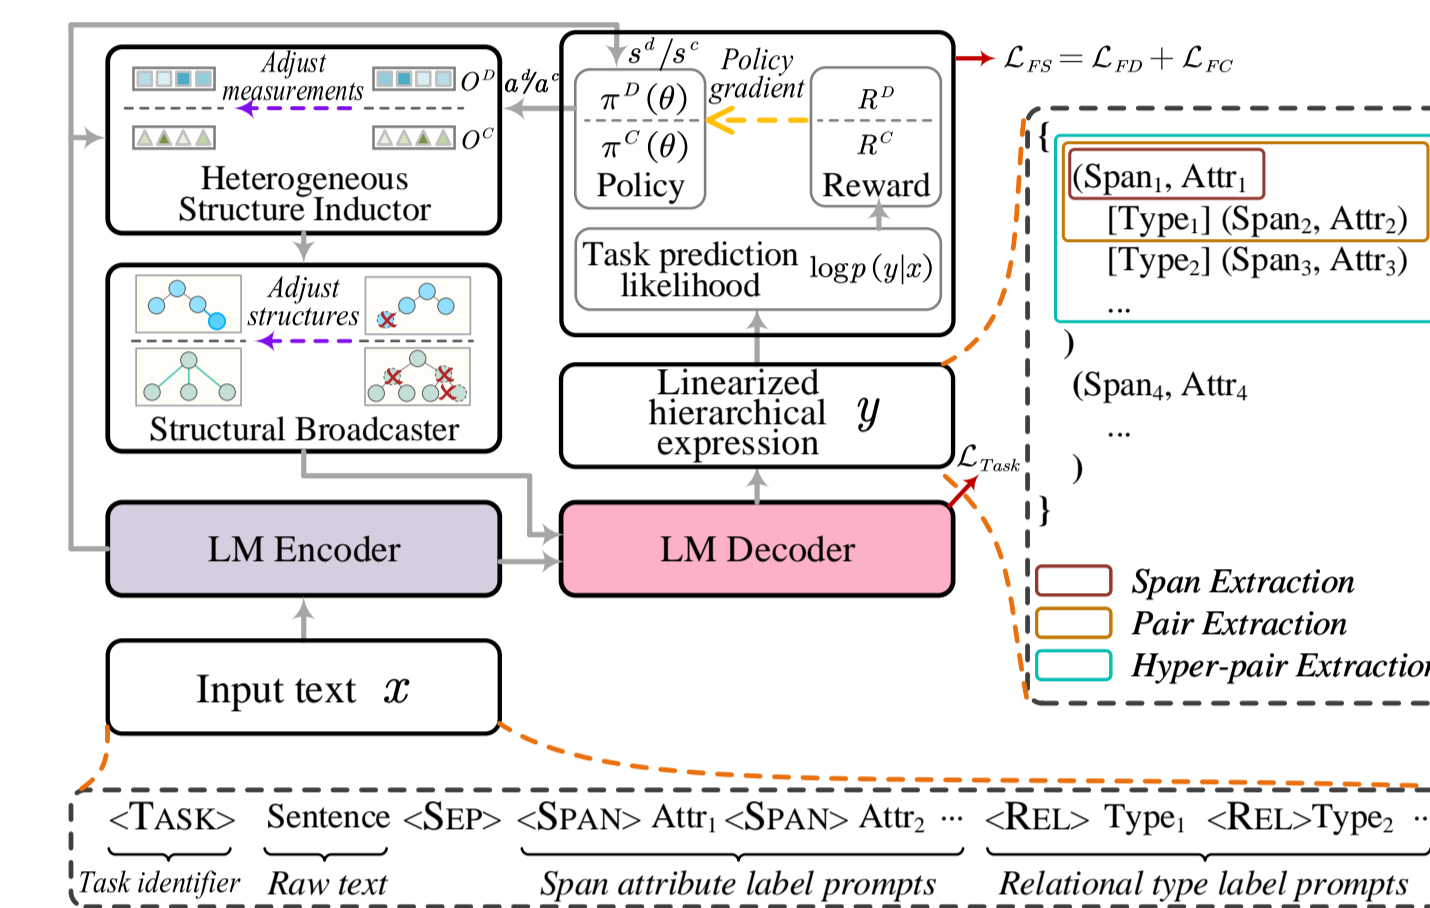 Adjust
measurements
O^D
O^C
Heterogeneous
Structure Inductor
a^d/a^c
s^d/s^c
π^D(θ)
π^C(θ)
Policy
Policy
gradient
R^D
R^C
Reward
Task prediction
likelihood
log p(y|x)
ℒ_FS = ℒ_FD + ℒ_FC
Adjust
structures
Structural Broadcaster
Linearized
hierarchical
expression
y
ℒ_Task
LM Encoder
LM Decoder
Input text x
{
(Span₁, Attr₁
[Type₁] (Span₂, Attr₂)
[Type₂] (Span₃, Attr₃)
...
)
(Span₄, Attr₄
...
)
}
Span Extraction
Pair Extraction
Hyper-pair Extraction
<TASK> Sentence <SEP> <SPAN> Attr₁ <SPAN> Attr₂ ... <REL> Type₁ <REL>Type₂ ..
Task identifier Raw text Span attribute label prompts Relational type label prompts